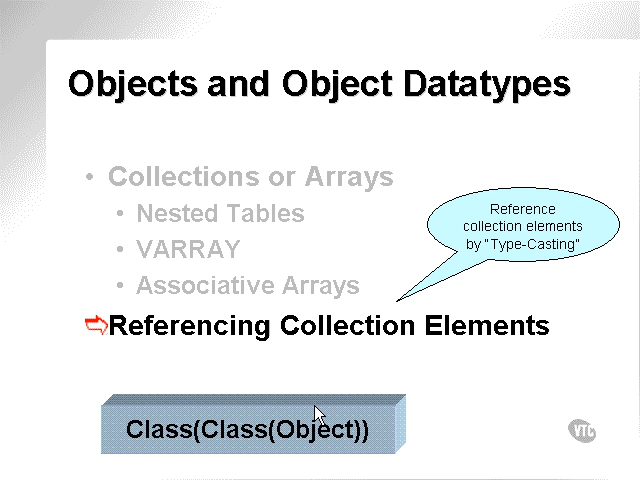 Objects and Object Datatypes
• Collections or Arrays
• Nested Tables
• VARRAY
• Associative Arrays
Reference
collection elements
by "Type-Casting"
Referencing Collection Elements
Class(Class(Object))
VTC